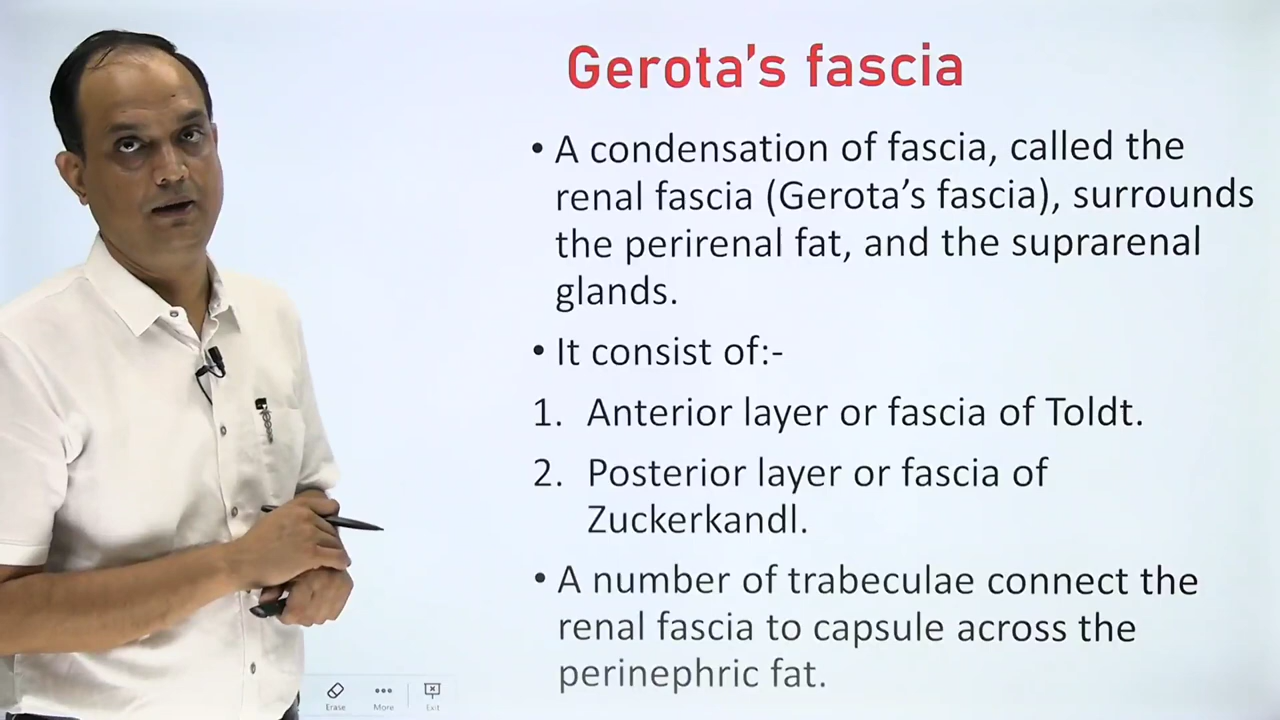 Gerota's fascia
• A condensation of fascia, called the
renal fascia (Gerota's fascia), surrounds
the perirenal fat, and the suprarenal
glands.
• It consist of:-
1. Anterior layer or fascia of Toldt.
2. Posterior layer or fascia of
Zuckerkandl.
• A number of trabeculae connect the
renal fascia to capsule across the
perinephric fat.
Erase More Exit